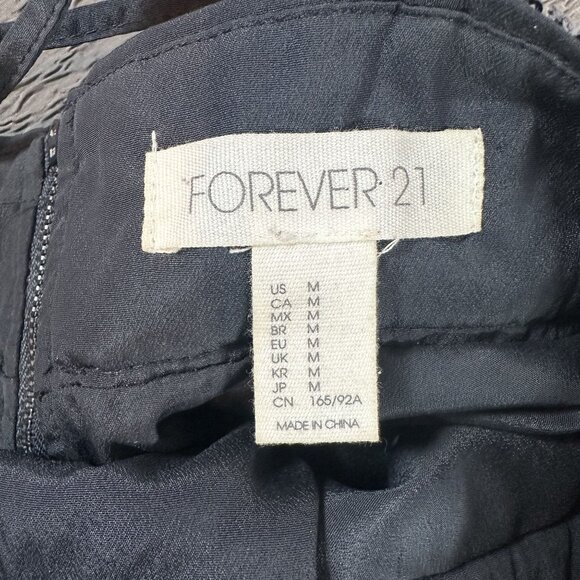 FOREVER 21
US M
CA M
MX M
BR M
EU M
UK M
KR M
JP M
CN 165/92A
MADE IN CHINA